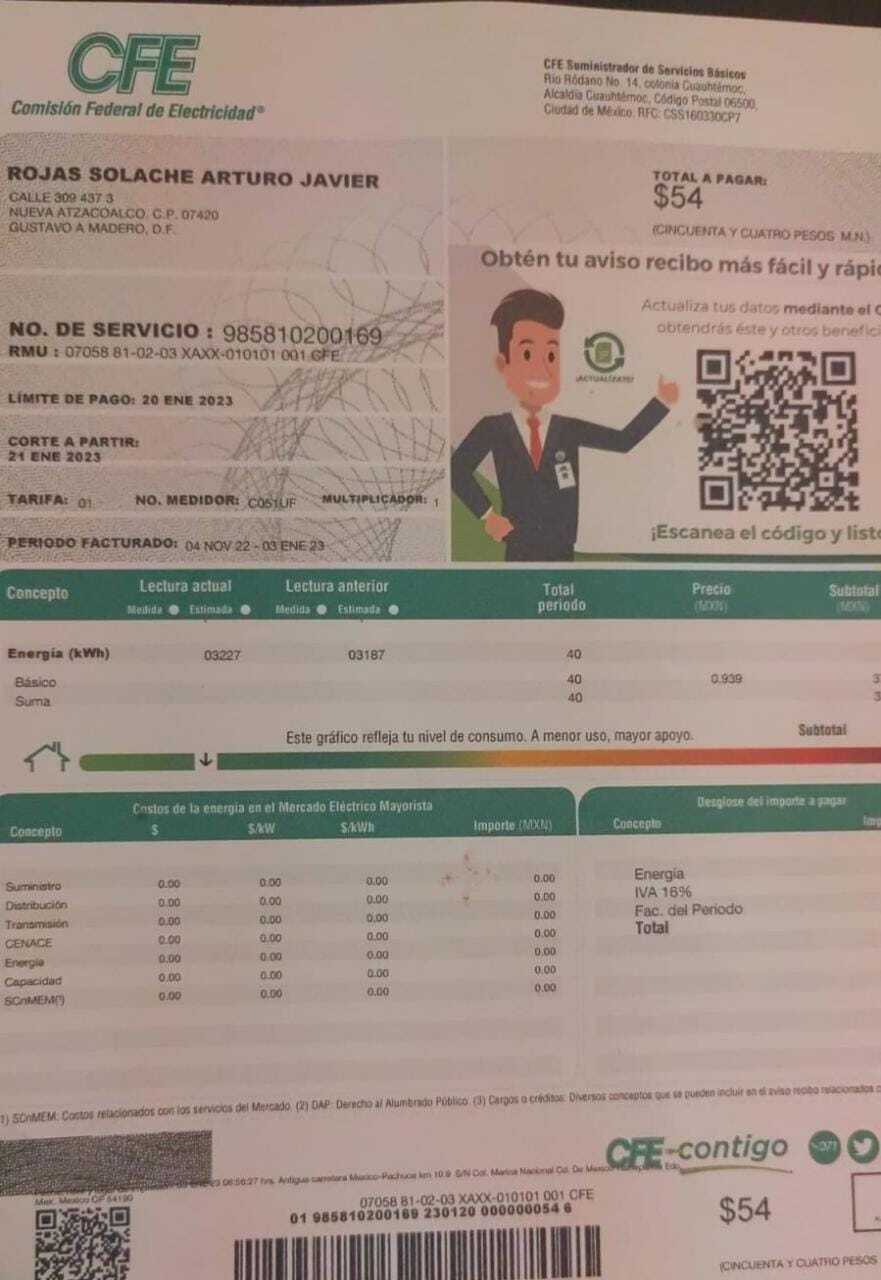 CFE
Comisión Federal de Electricidad®
CFE Suministrador de Servicios Básicos
Río Ródano No. 14, colonia Cuauhtémoc,
Alcaldía Cuauhtémoc, Código Postal 06500,
Ciudad de México. RFC: CSS160330CP7
ROJAS SOLACHE ARTURO JAVIER
CALLE 309 437 3
NUEVA ATZACOALCO, C.P. 07420
GUSTAVO A MADERO, D.F.
TOTAL A PAGAR:
$54
(CINCUENTA Y CUATRO PESOS M.N.)
Obtén tu aviso recibo más fácil y rápi
Actualiza tus datos mediante el
obtendrás éste y otros benefici
¡ACTUALÍZATE!
NO. DE SERVICIO : 985810200169
RMU : 07058 81-02-03 XAXX-010101 001 CFE
LÍMITE DE PAGO: 20 ENE 2023
CORTE A PARTIR:
21 ENE 2023
TARIFA: 01 NO. MEDIDOR: C051UF MULTIPLICADOR: 1
PERIODO FACTURADO: 04 NOV 22 - 03 ENE 23
¡Escanea el código y list
Concepto Lectura actual Lectura anterior Total periodo Precio (MXN) Subtotal (MXN)
Medida Estimada Medida Estimada
Energía (kWh) 03227 03187 40
Básico 40 0.939 3
Suma 40 3
Este gráfico refleja tu nivel de consumo. A menor uso, mayor apoyo.
Subtotal
Costos de la energía en el Mercado Eléctrico Mayorista
Concepto $ $/kW $/kWh Importe (MXN)
Suministro 0.00 0.00 0.00 0.00
Distribución 0.00 0.00 0.00 0.00
Transmisión 0.00 0.00 0.00 0.00
CENACE 0.00 0.00 0.00 0.00
Energía 0.00 0.00 0.00 0.00
Capacidad 0.00 0.00 0.00 0.00
SCnMEM(¹) 0.00 0.00 0.00 0.00
Desglose del importe a pagar
Concepto Imp
Energía
IVA 16%
Fac. del Periodo
Total
1) SCnMEM: Costos relacionados con los servicios del Mercado. (2) DAP: Derecho al Alumbrado Público. (3) Cargos o créditos: Diversos conceptos que se pueden incluir en el aviso recibo relacionados
CFE-contigo 071
23 06:56:27 hrs. Antigua carretera Mexico-Pachuca km 10.9 S/N Col. Marina Nacional Cd. De Mexico
Mex. Mexico CP 54190
07058 81-02-03 XAXX-010101 001 CFE
01 985810200169 230120 000000054 6
$54
(CINCUENTA Y CUATRO PESOS